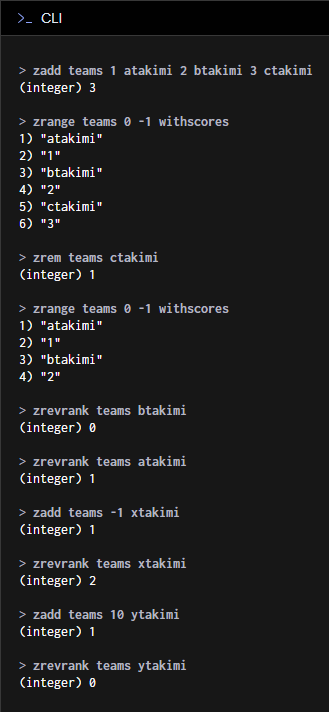 >_ CLI
> zadd teams 1 atakimi 2 btakimi 3 ctakimi
(integer) 3
> zrange teams 0 -1 withscores
1) "atakimi"
2) "1"
3) "btakimi"
4) "2"
5) "ctakimi"
6) "3"
> zrem teams ctakimi
(integer) 1
> zrange teams 0 -1 withscores
1) "atakimi"
2) "1"
3) "btakimi"
4) "2"
> zrevrank teams btakimi
(integer) 0
> zrevrank teams atakimi
(integer) 1
> zadd teams -1 xtakimi
(integer) 1
> zrevrank teams xtakimi
(integer) 2
> zadd teams 10 ytakimi
(integer) 1
> zrevrank teams ytakimi
(integer) 0